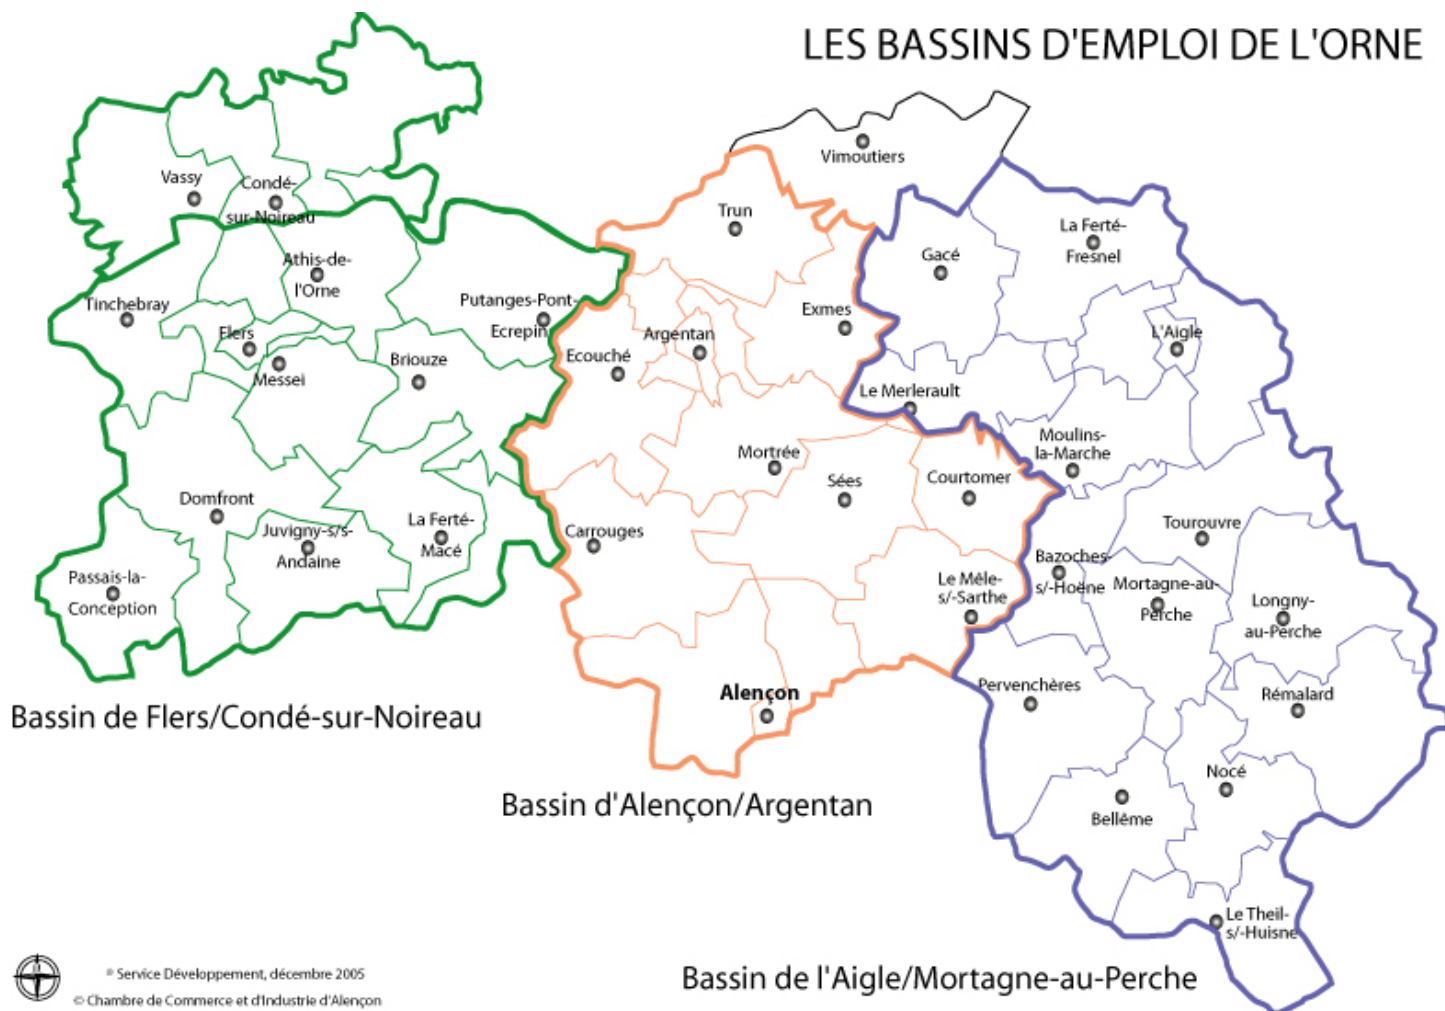 LES BASSINS D'EMPLOI DE L'ORNE
Vimoutiers
Vassy
Condé-
sur-Noireau
Trun
La Ferté-
Fresnel
Gacé
Athis-de-
l'Orne
Tinchebray
Putanges-Pont-
Ecrepin
Exmes
Flers
Argentan
L'Aigle
Ecouché
Briouze
Messei
Le Merlerault
Moulins-
la-Marche
Mortrée
Sées
Courtomer
Domfront
La Ferté-
Macé
Juvigny-s/s-
Andaine
Carrouges
Tourouvre
Bazoches-
s/-Hoëne
Passais-la-
Conception
Le Mêle-
s/-Sarthe
Mortagne-au-
Perche
Longny-
au-Perche
Pervenchères
Rémalard
Alençon
Bassin de Flers/Condé-sur-Noireau
Nocé
Bassin d'Alençon/Argentan
Bellême
Le Theil-
s/-Huisne
Bassin de l'Aigle/Mortagne-au-Perche
® Service Développement, décembre 2005
© Chambre de Commerce et d'Industrie d'Alençon